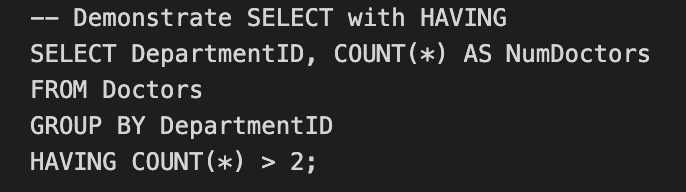 -- Demonstrate SELECT with HAVING
SELECT DepartmentID, COUNT(*) AS NumDoctors
FROM Doctors
GROUP BY DepartmentID
HAVING COUNT(*) > 2;